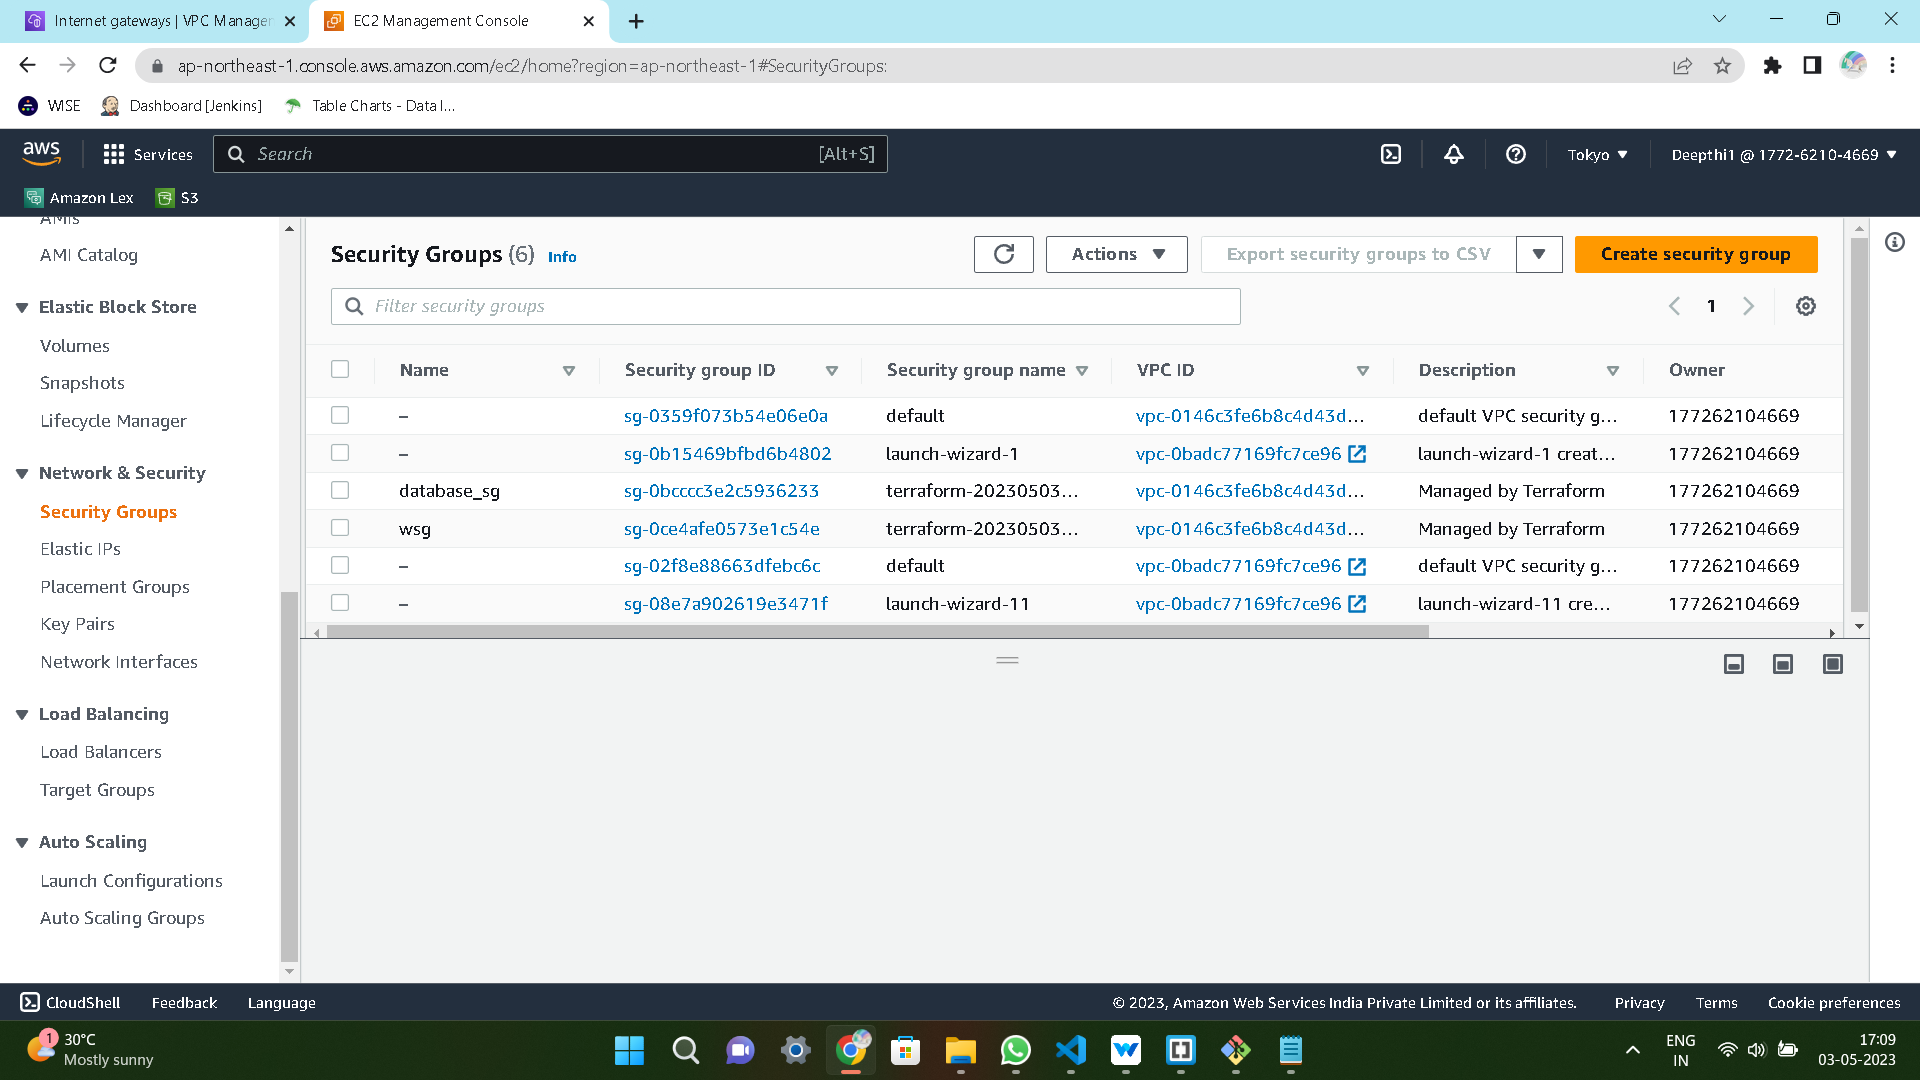 Internet gateways | VPC Manager
EC2 Management Console
ap-northeast-1.console.aws.amazon.com/ec2/home?region=ap-northeast-1#SecurityGroups:
WISE
Dashboard [Jenkins]
Table Charts - Data I...
aws
Services
Search
[Alt+S]
Tokyo
Deepthi1 @ 1772-6210-4669
Amazon Lex
S3
AMIs
AMI Catalog
Elastic Block Store
Volumes
Snapshots
Lifecycle Manager
Network & Security
Security Groups
Elastic IPs
Placement Groups
Key Pairs
Network Interfaces
Load Balancing
Load Balancers
Target Groups
Auto Scaling
Launch Configurations
Auto Scaling Groups
Security Groups (6) Info
Actions
Export security groups to CSV
Create security group
Filter security groups
1
Name Security group ID Security group name VPC ID Description Owner
– sg-0359f073b54e06e0a default vpc-0146c3fe6b8c4d43d... default VPC security g... 177262104669
– sg-0b15469bfbd6b4802 launch-wizard-1 vpc-0badc77169fc7ce96 launch-wizard-1 creat... 177262104669
database_sg sg-0bcccc3e2c5936233 terraform-20230503... vpc-0146c3fe6b8c4d43d... Managed by Terraform 177262104669
wsg sg-0ce4afe0573e1c54e terraform-20230503... vpc-0146c3fe6b8c4d43d... Managed by Terraform 177262104669
– sg-02f8e88663dfebc6c default vpc-0badc77169fc7ce96 default VPC security g... 177262104669
– sg-08e7a902619e3471f launch-wizard-11 vpc-0badc77169fc7ce96 launch-wizard-11 cre... 177262104669
CloudShell
Feedback
Language
© 2023, Amazon Web Services India Private Limited or its affiliates.
Privacy
Terms
Cookie preferences
1
30°C
Mostly sunny
ENG
IN
17:09
03-05-2023